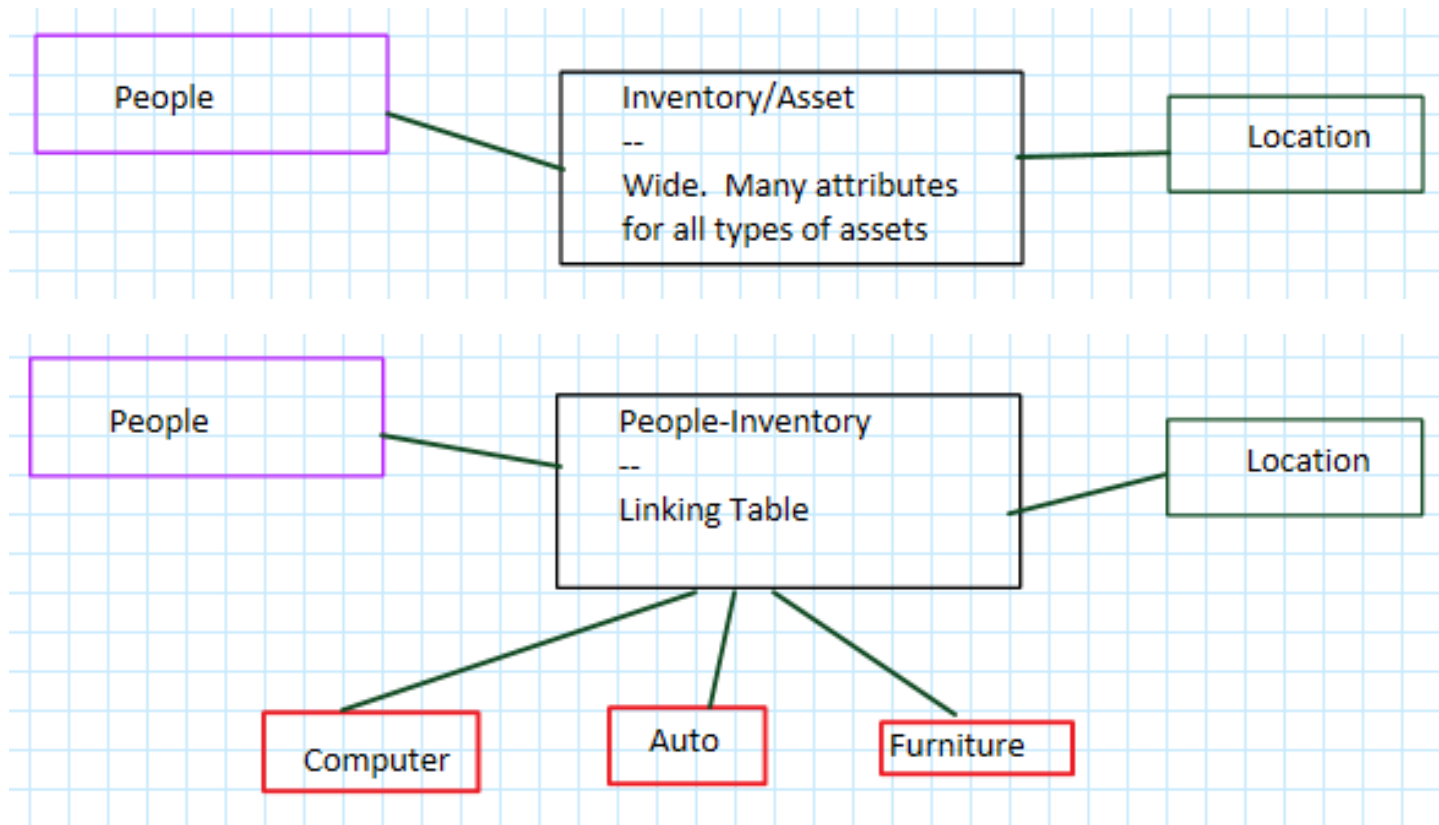 People
Inventory/Asset
--
Wide.  Many attributes
for all types of assets
Location
People
People-Inventory
--
Linking Table
Location
Computer
Auto
Furniture